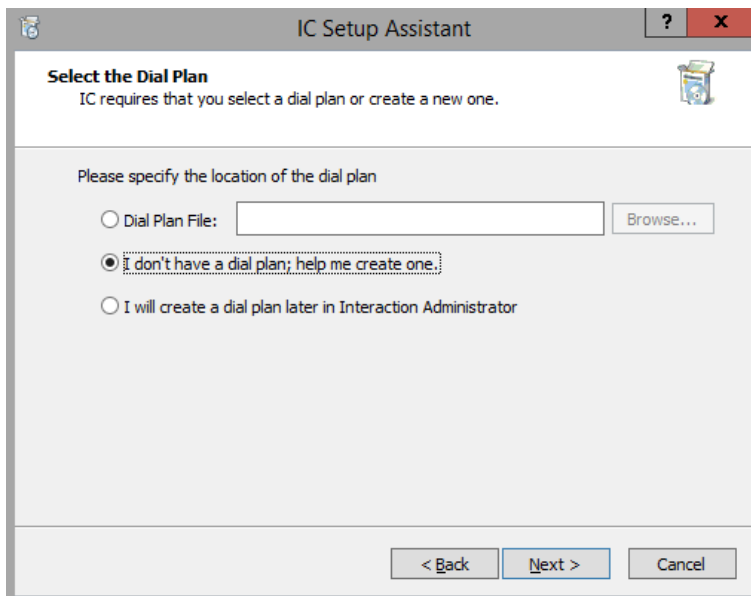 IC Setup Assistant
? x
Select the Dial Plan
IC requires that you select a dial plan or create a new one.
Please specify the location of the dial plan
Dial Plan File: Browse...
I don't have a dial plan; help me create one.
I will create a dial plan later in Interaction Administrator
< Back Next > Cancel